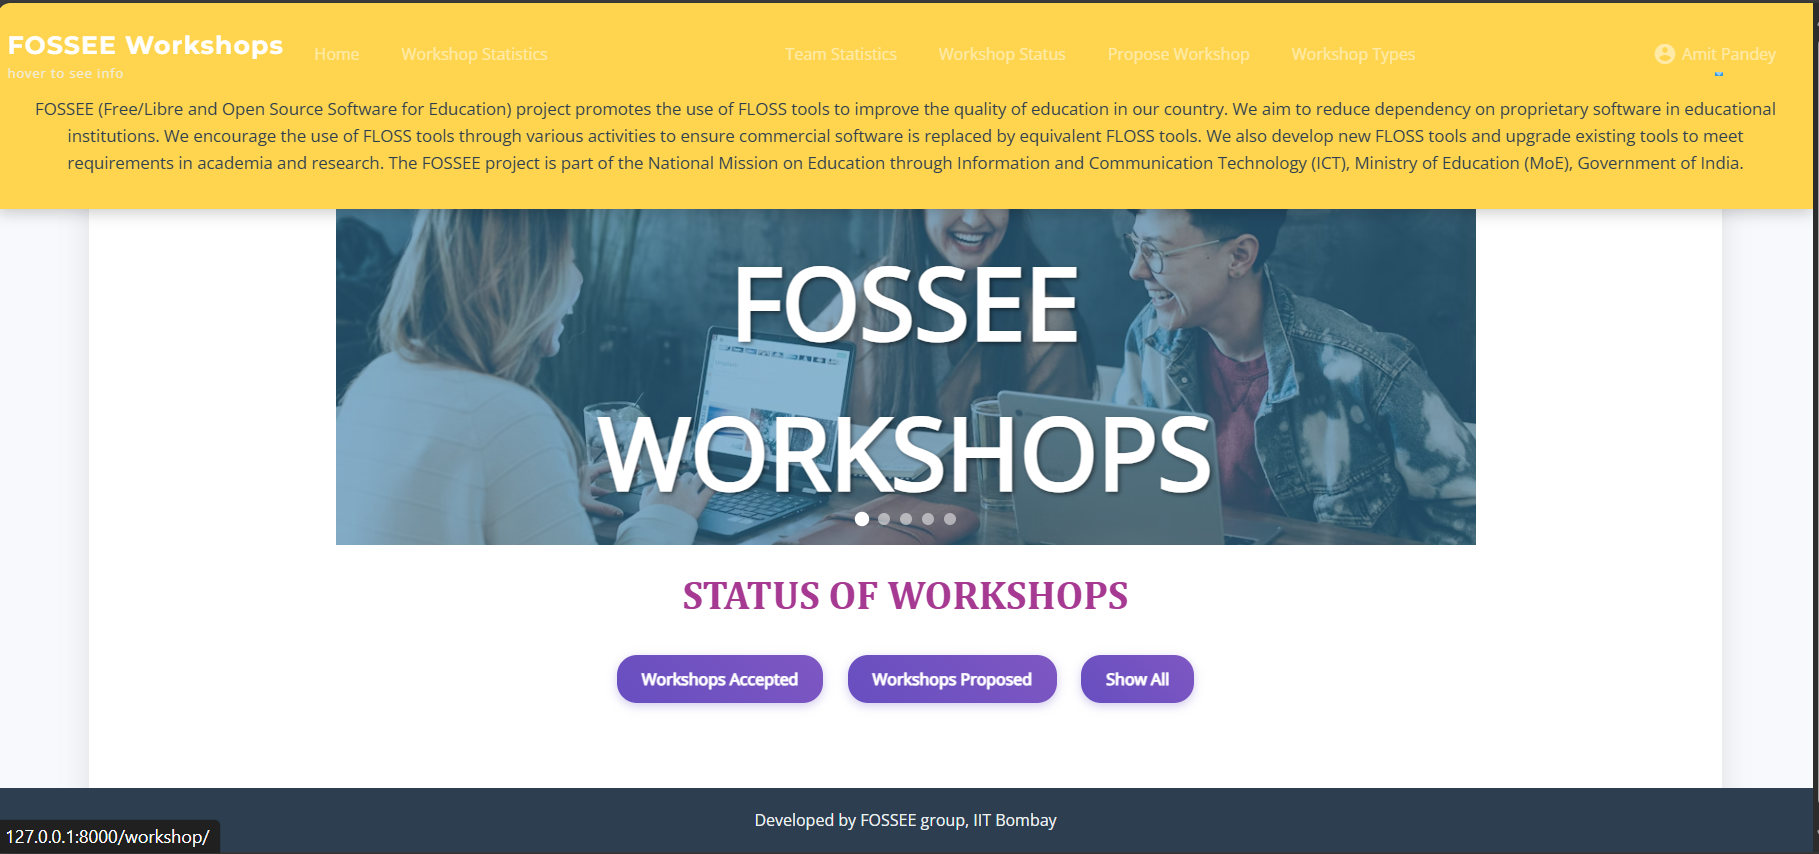 FOSSEE Workshops
hover to see info
Home
Workshop Statistics
Team Statistics
Workshop Status
Propose Workshop
Workshop Types
Amit Pandey
FOSSEE (Free/Libre and Open Source Software for Education) project promotes the use of FLOSS tools to improve the quality of education in our country. We aim to reduce dependency on proprietary software in educational
institutions. We encourage the use of FLOSS tools through various activities to ensure commercial software is replaced by equivalent FLOSS tools. We also develop new FLOSS tools and upgrade existing tools to meet
requirements in academia and research. The FOSSEE project is part of the National Mission on Education through Information and Communication Technology (ICT), Ministry of Education (MoE), Government of India.
FOSSEE
WORKSHOPS
STATUS OF WORKSHOPS
Workshops Accepted
Workshops Proposed
Show All
Developed by FOSSEE group, IIT Bombay
127.0.0.1:8000/workshop/